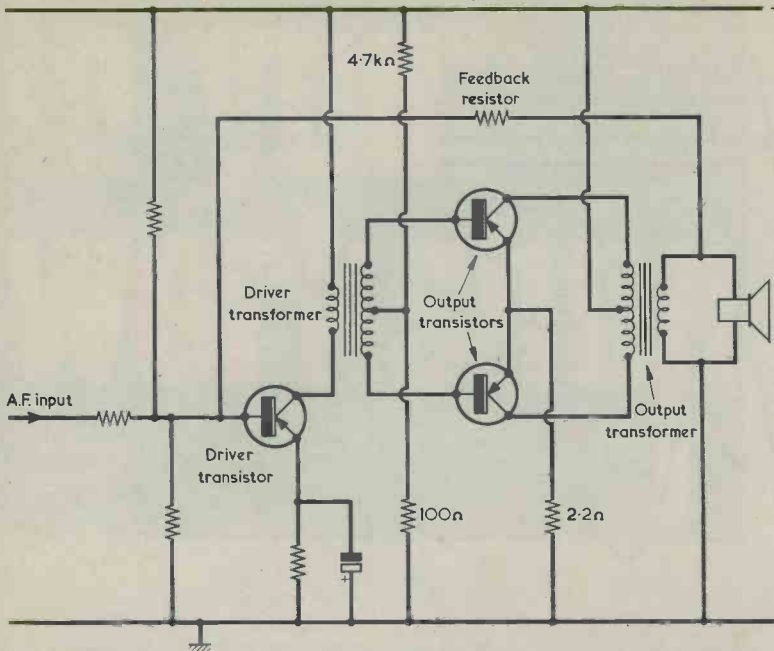 4·7kΩ
Feedback
resistor
Driver
transformer
Output
transistors
A.F. input
Driver
transistor
Output
transformer
100Ω
2·2Ω
+